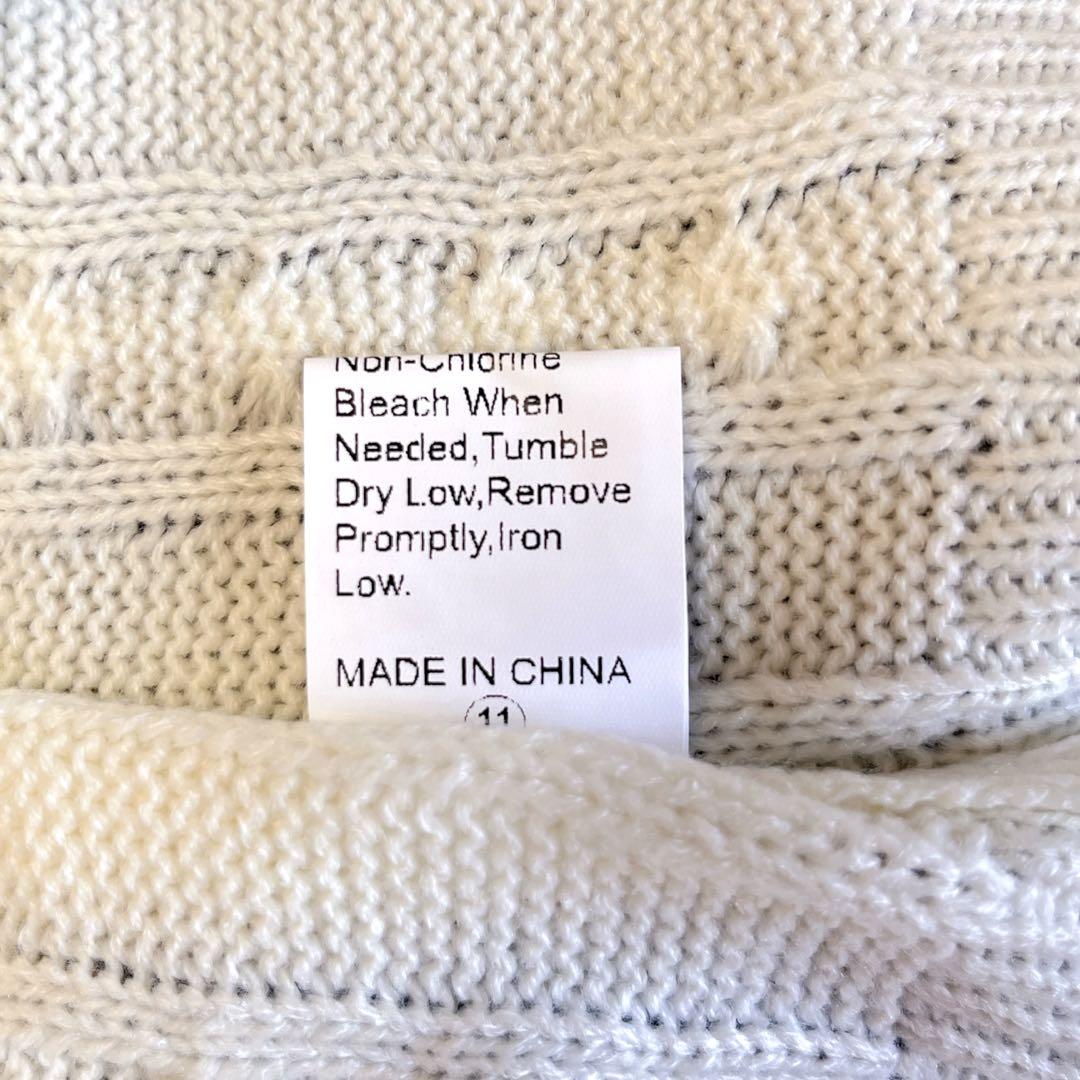 Non-Chlorine
Bleach When
Needed,Tumble
Dry Low,Remove
Promptly,Iron
Low.
MADE IN CHINA
11